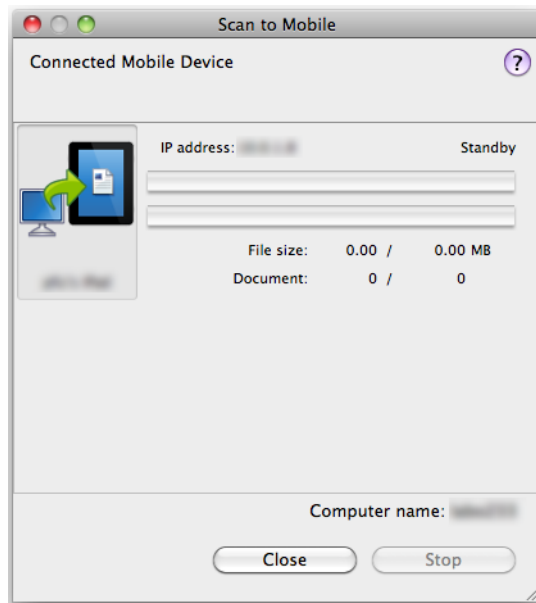 Scan to Mobile
Connected Mobile Device
?
IP address:
Standby
File size: 0.00 / 0.00 MB
Document: 0 / 0
Computer name:
Close
Stop